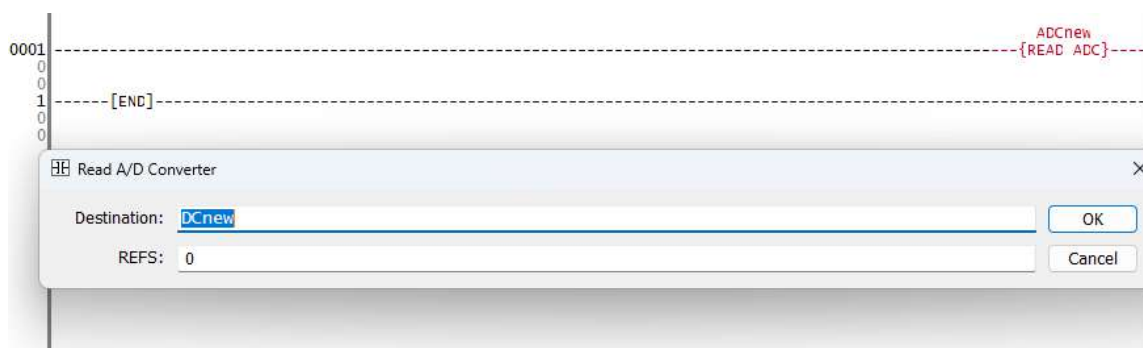 ADCnew
0001 ---{READ ADC}----
0
0
1 ------[END]---
0
0
Read A/D Converter
Destination: DCnew OK
REFS: 0 Cancel